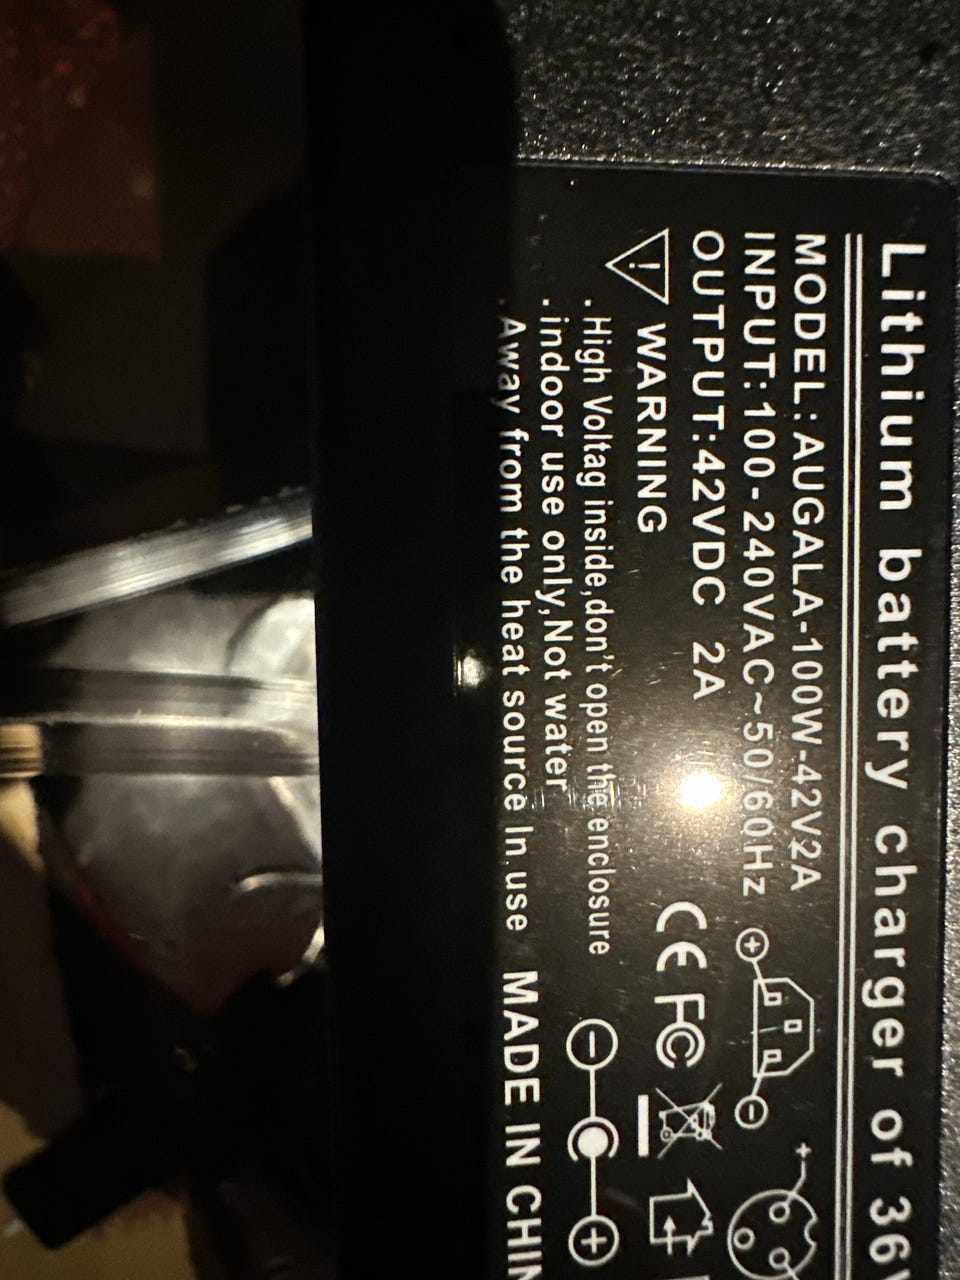 Lithium battery charger of 36V
MODEL: AUGALA-100W-42V2A
INPUT: 100-240VAC~50/60Hz
OUTPUT:42VDC 2A
WARNING
. High Voltag inside,don't open the enclosure
. indoor use only,Not water
. Away from the heat source In use
MADE IN CHIN